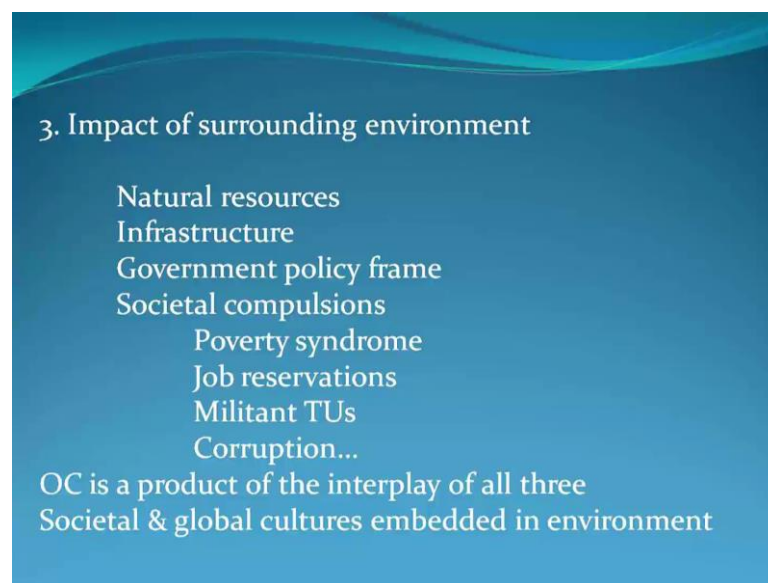 3. Impact of surrounding environment
Natural resources
Infrastructure
Government policy frame
Societal compulsions
Poverty syndrome
Job reservations
Militant TUs
Corruption...
OC is a product of the interplay of all three
Societal & global cultures embedded in environment